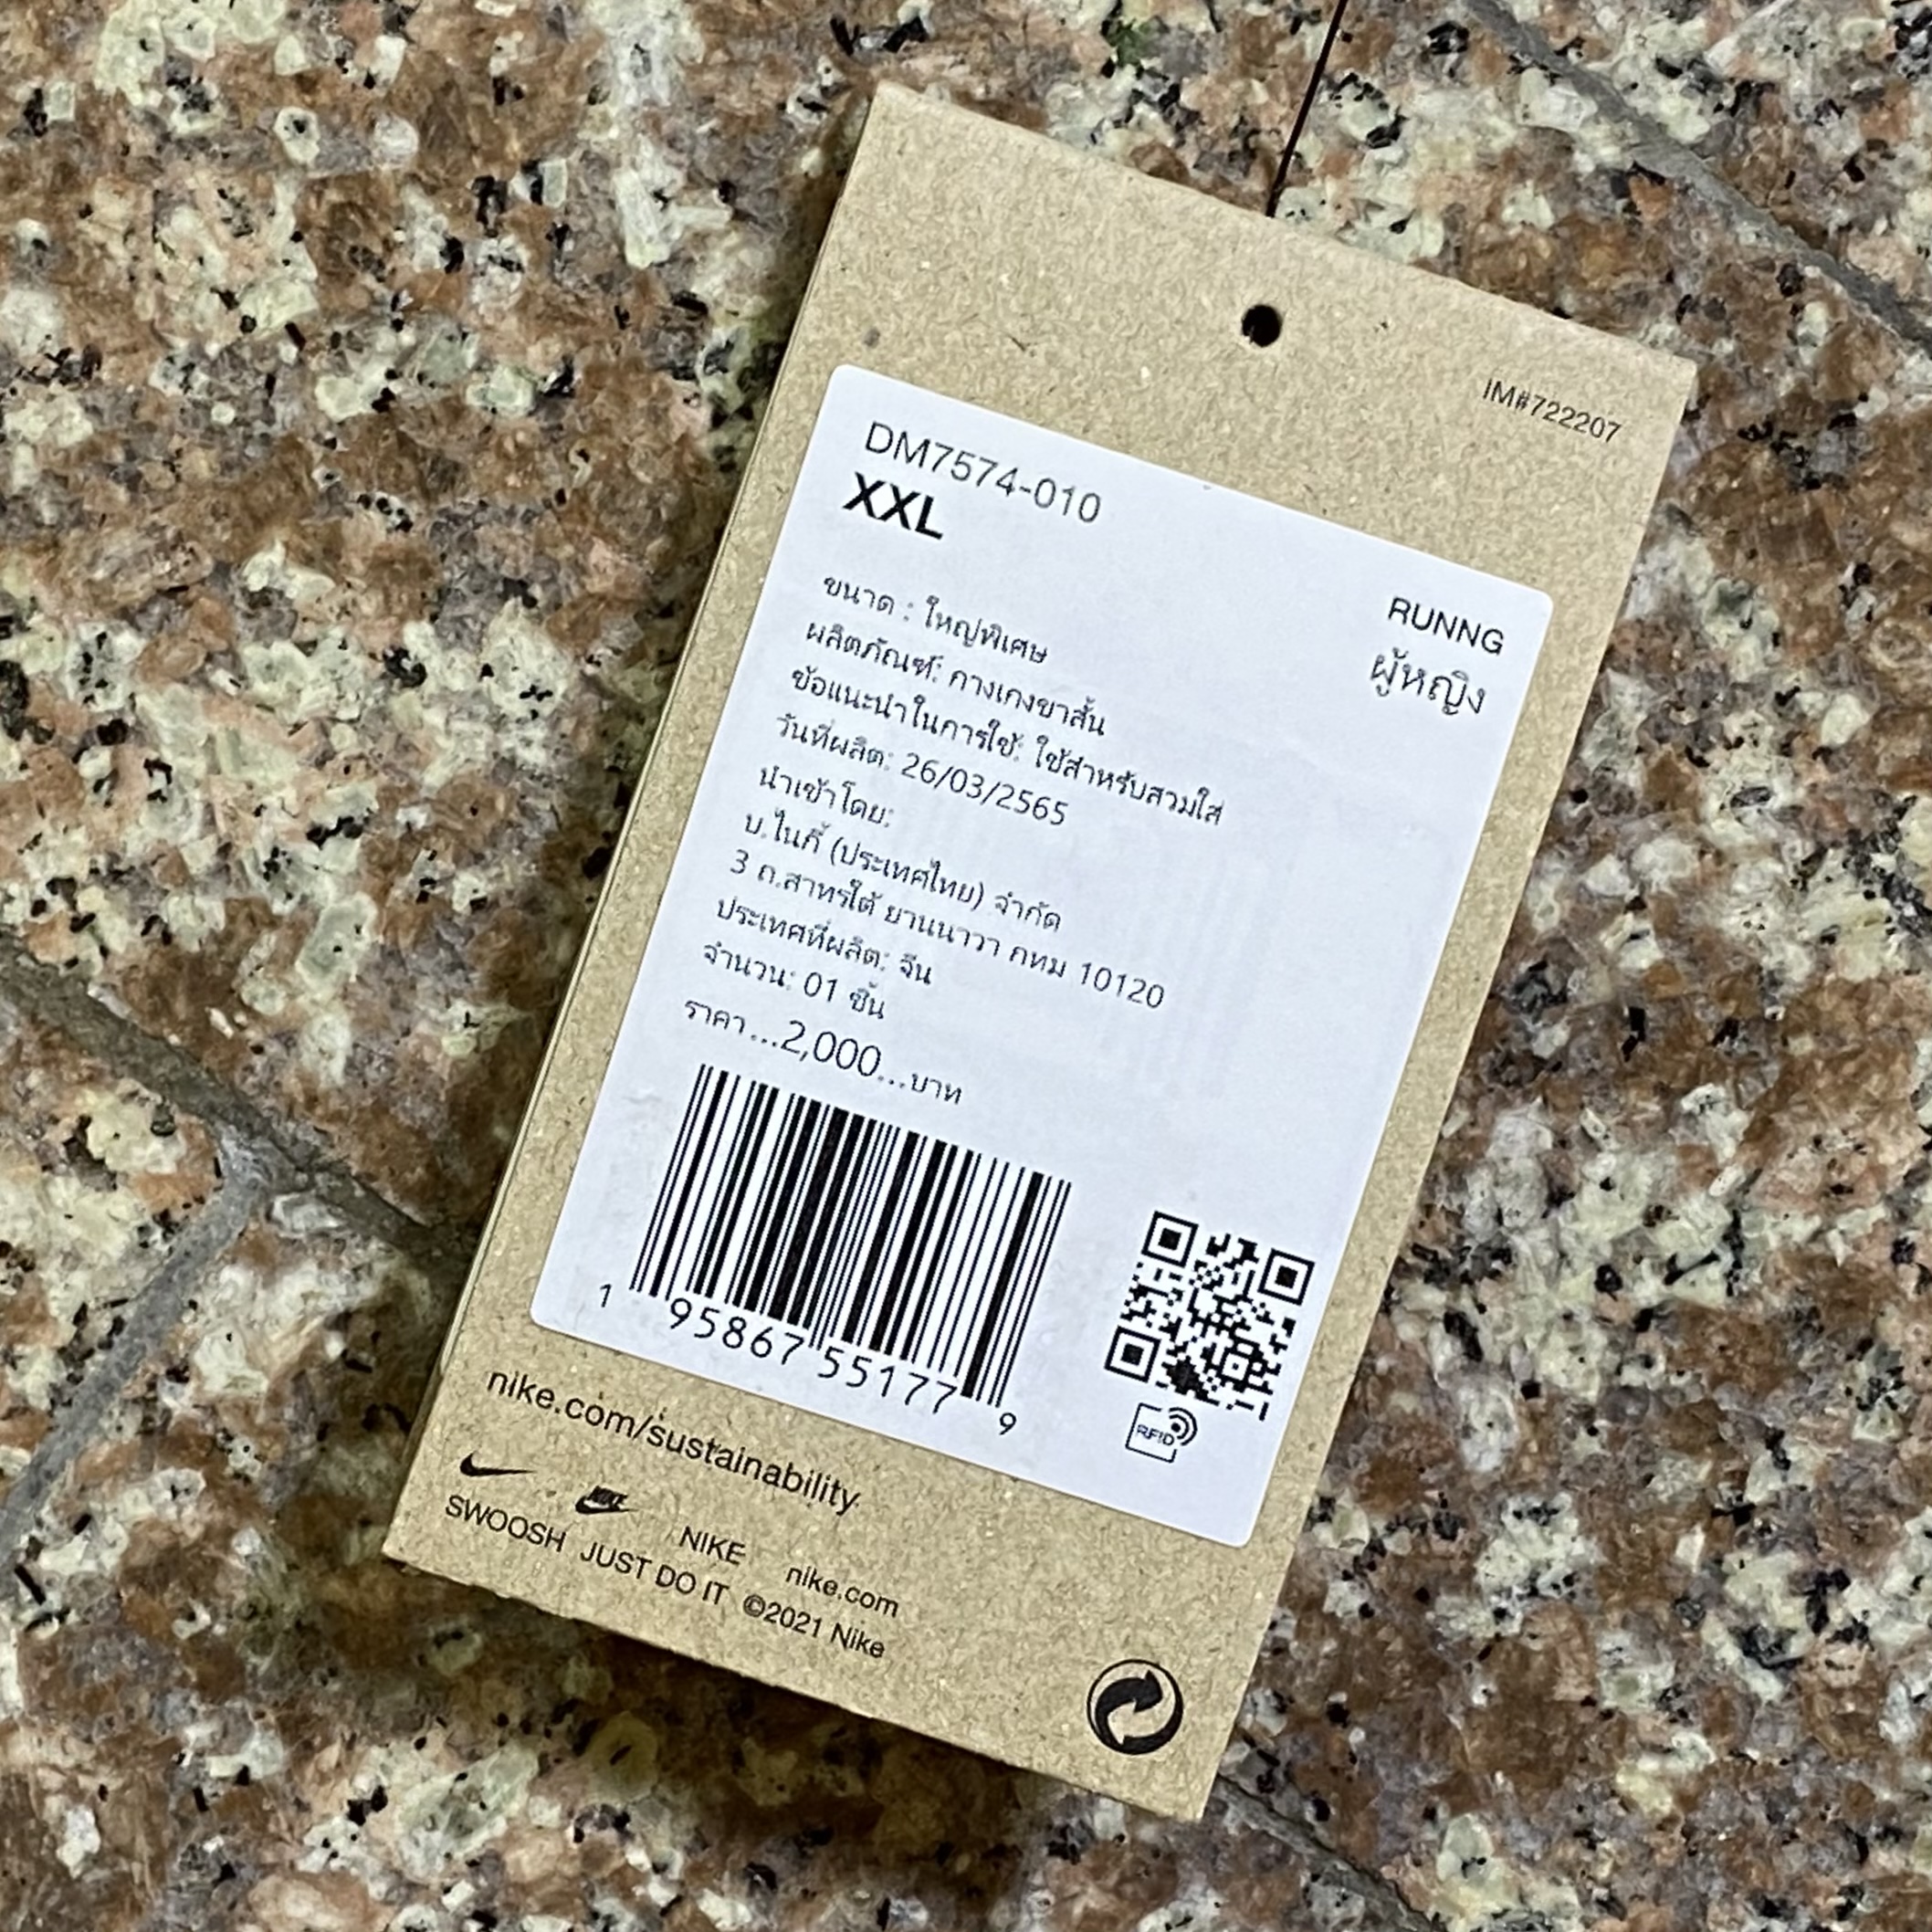 IM#722207
DM7574-010
XXL
RUNNG
ผู้หญิง
ขนาด : ใหญ่พิเศษ
ผลิตภัณฑ์: กางเกงขาสั้น
ข้อแนะนำในการใช้: ใช้สำหรับสวมใส่
วันที่ผลิต: 26/03/2565
นำเข้าโดย:
บ.ไนกี้ (ประเทศไทย) จำกัด
3 ถ.สาทรใต้ ยานนาวา กทม 10120
ประเทศที่ผลิต: จีน
จำนวน: 01 ชิ้น
ราคา...2,000...บาท
1 95867 55177 9
RFID
nike.com/sustainability
NIKE NIKE nike.com
SWOOSH JUST DO IT ©2021 Nike